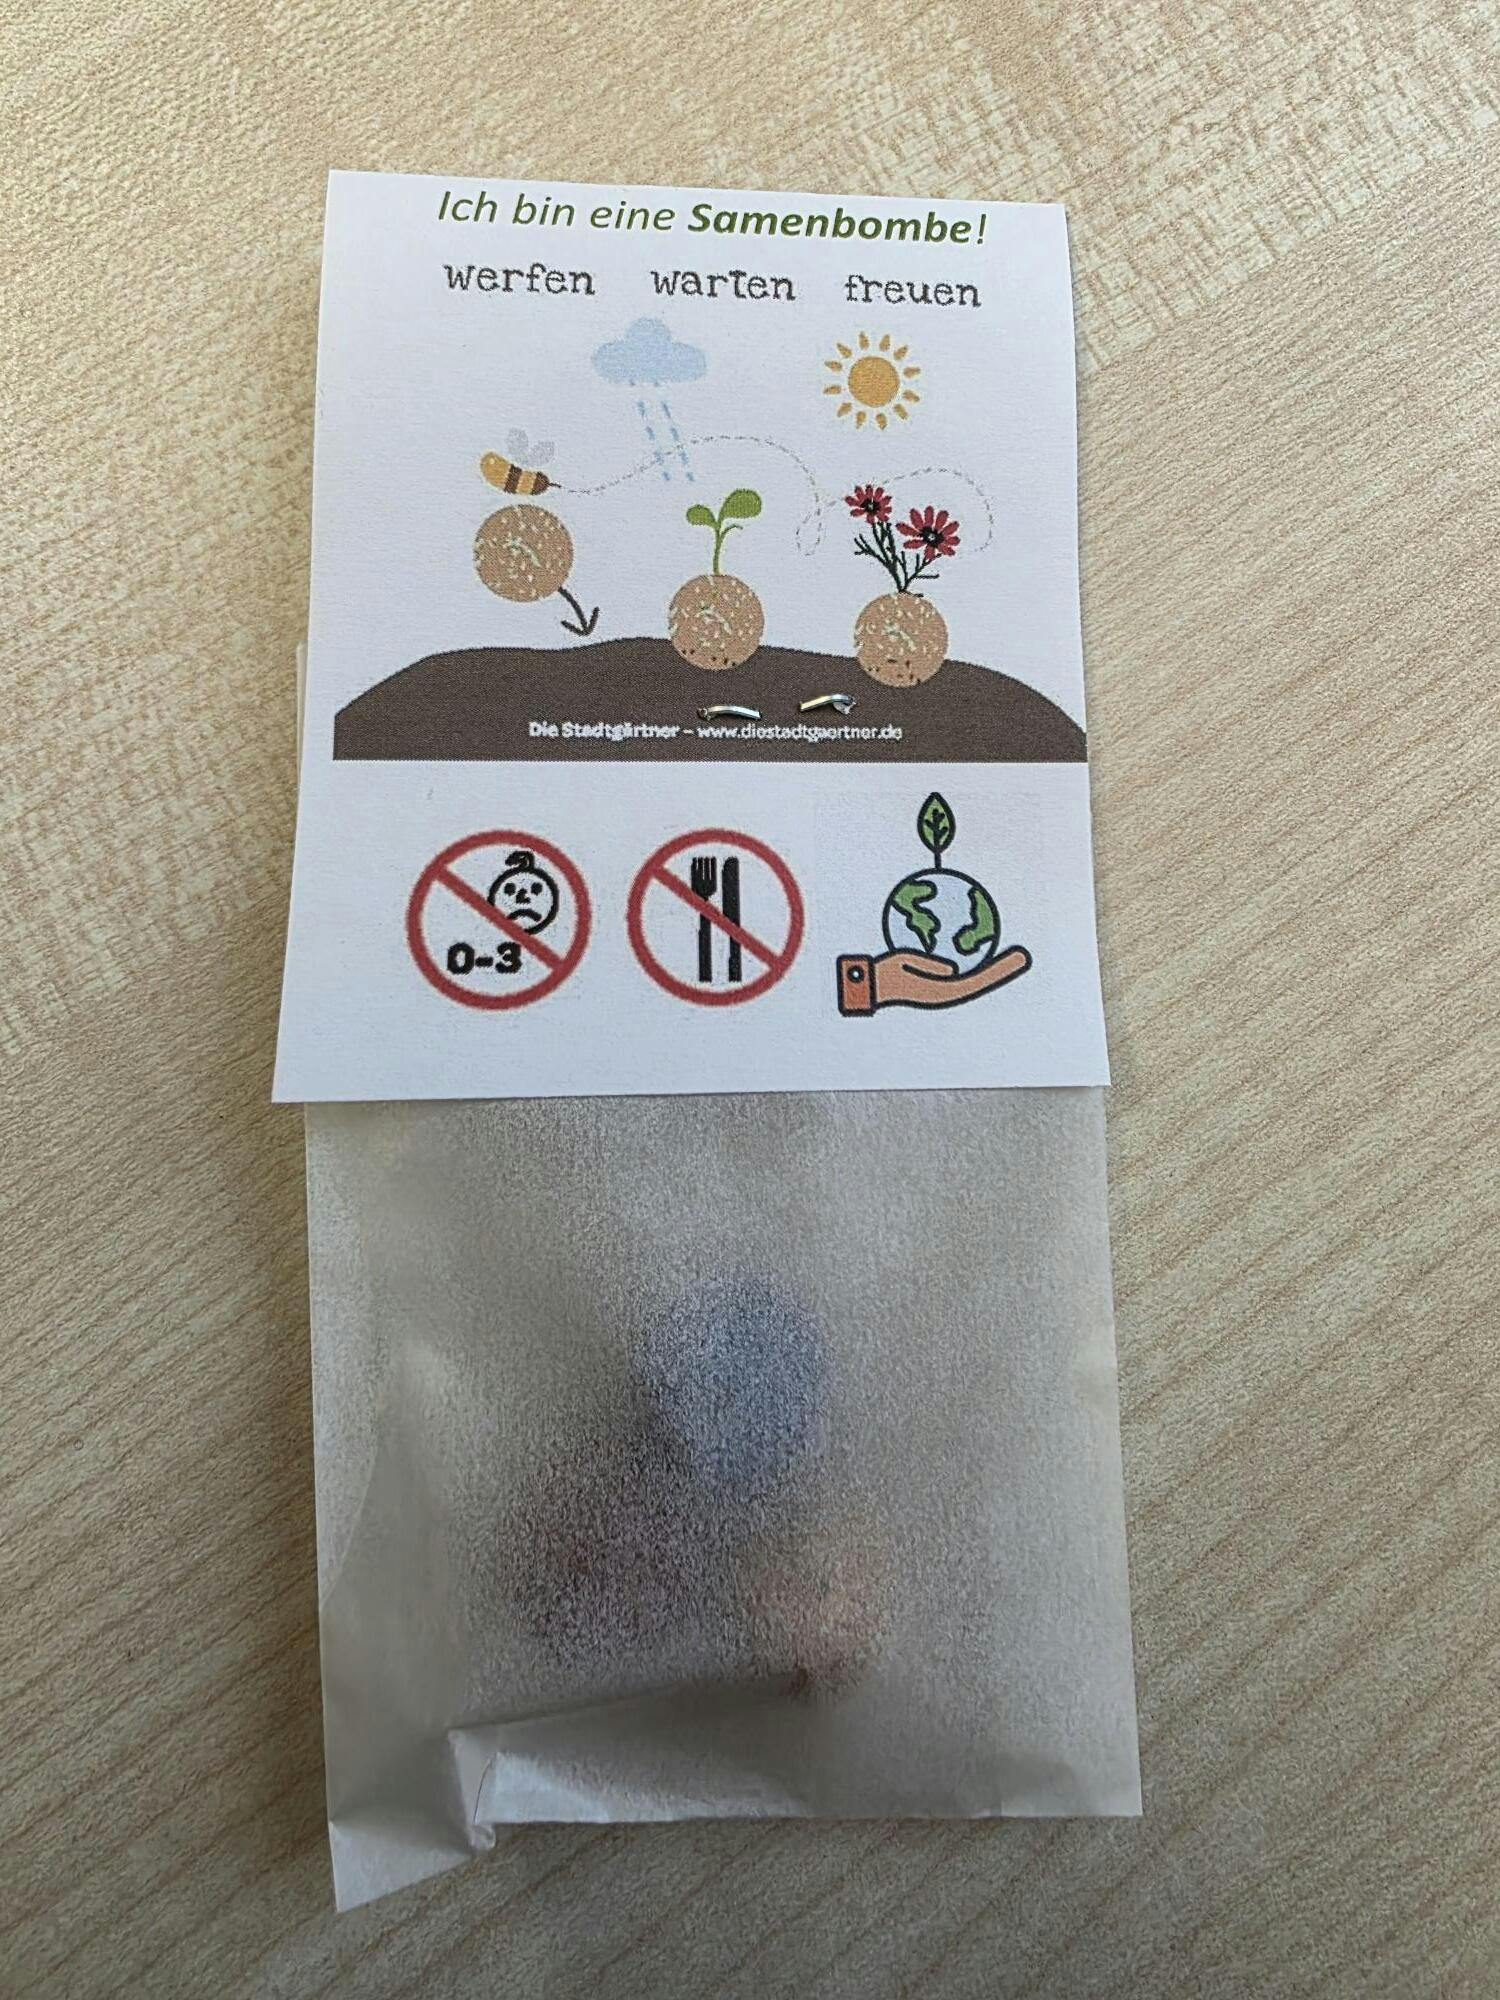 Ich bin eine Samenbombe!
werfen warten freuen
Die Stadtgärtner – www.diestadtgaertner.de
0-3